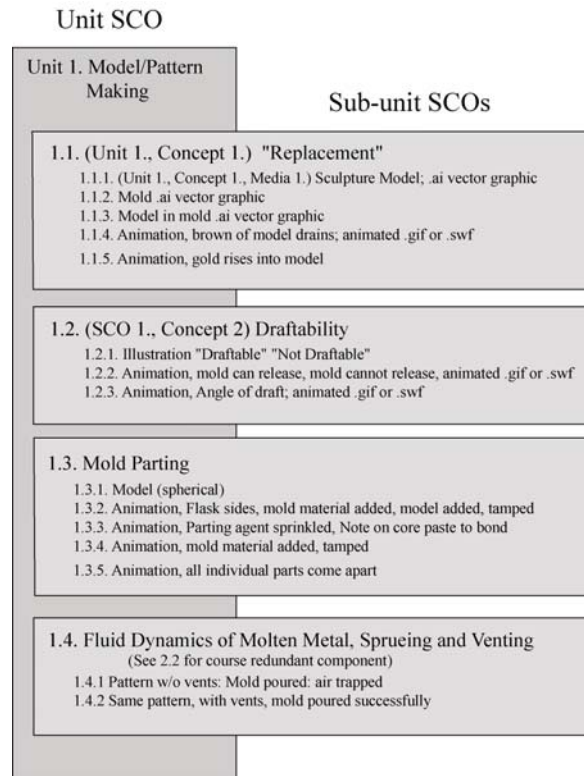 Unit SCO
Unit 1. Model/Pattern
Making
Sub-unit SCOs
1.1. (Unit 1., Concept 1.) "Replacement"
1.1.1. (Unit 1., Concept 1., Media 1.) Sculpture Model; .ai vector graphic
1.1.2. Mold .ai vector graphic
1.1.3. Model in mold .ai vector graphic
1.1.4. Animation, brown of model drains; animated .gif or .swf
1.1.5. Animation, gold rises into model
1.2. (SCO 1., Concept 2) Draftability
1.2.1. Illustration "Draftable" "Not Draftable"
1.2.2. Animation, mold can release, mold cannot release, animated .gif or .swf
1.2.3. Animation, Angle of draft; animated .gif or .swf
1.3. Mold Parting
1.3.1. Model (spherical)
1.3.2. Animation, Flask sides, mold material added, model added, tamped
1.3.3. Animation, Parting agent sprinkled, Note on core paste to bond
1.3.4. Animation, mold material added, tamped
1.3.5. Animation, all individual parts come apart
1.4. Fluid Dynamics of Molten Metal, Sprueing and Venting
(See 2.2 for course redundant component)
1.4.1 Pattern w/o vents: Mold poured: air trapped
1.4.2 Same pattern, with vents, mold poured successfully